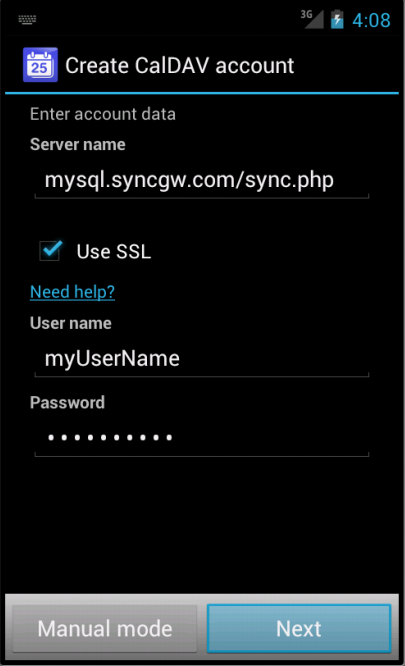 3G 4:08
25 Create CalDAV account
Enter account data
Server name
mysql.syncgw.com/sync.php
Use SSL
Need help?
User name
myUserName
Password
••••••••••
Manual mode Next